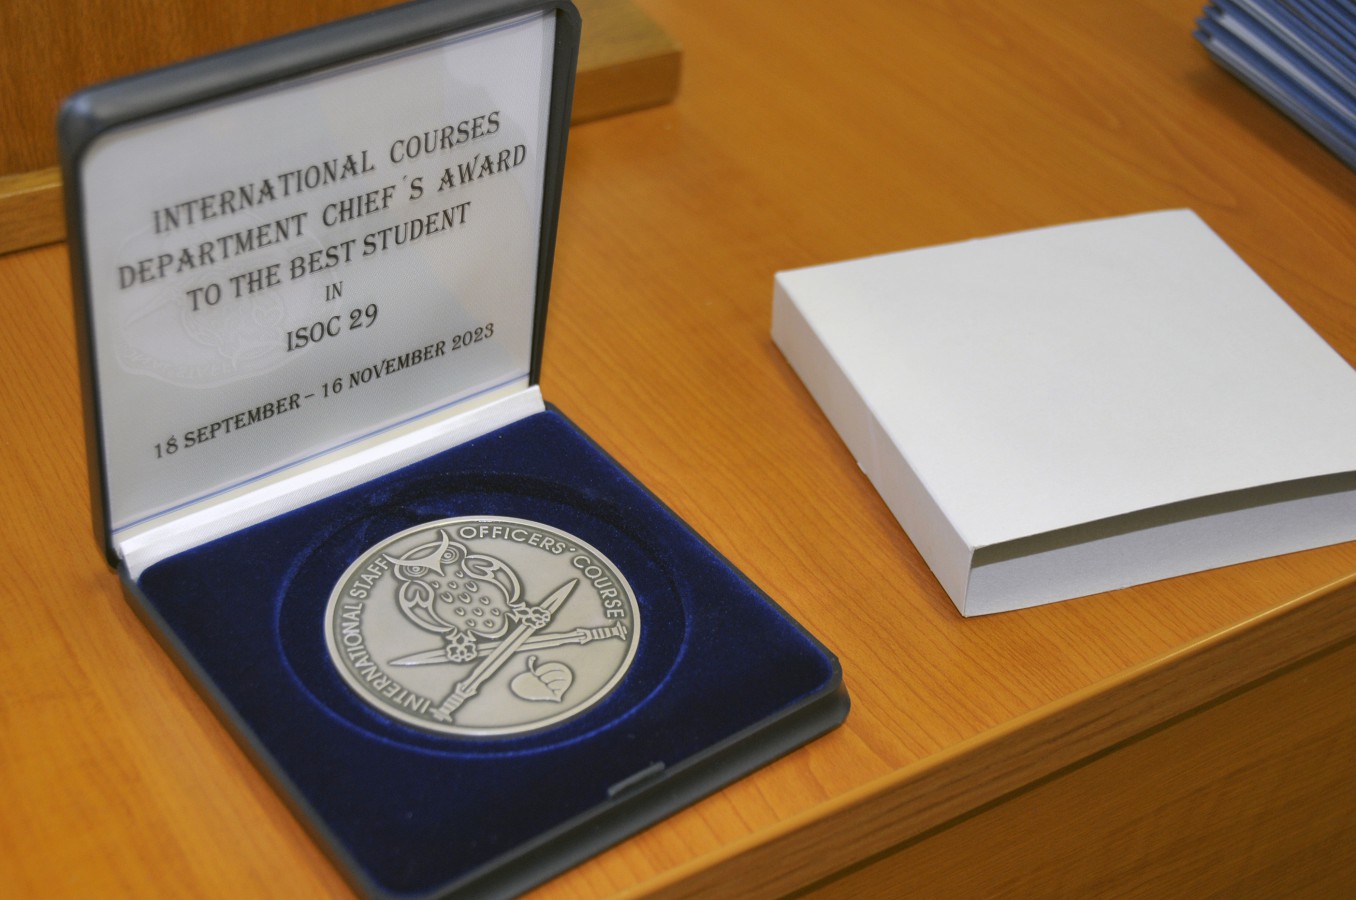 INTERNATIONAL COURSES
DEPARTMENT CHIEF´S AWARD
TO THE BEST STUDENT
IN
ISOC 29
18 SEPTEMBER – 16 NOVEMBER 2023
INTERNATIONAL STAFF OFFICERS' COURSE